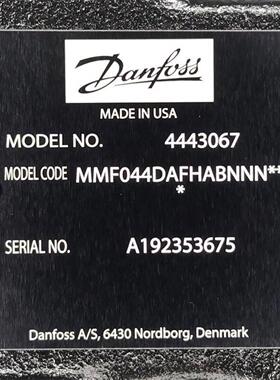 Danfoss
MADE IN USA
MODEL NO. 4443067
MODEL CODE MMF044DAFHABNNN**
*
SERIAL NO. A192353675
Danfoss A/S, 6430 Nordborg, Denmark